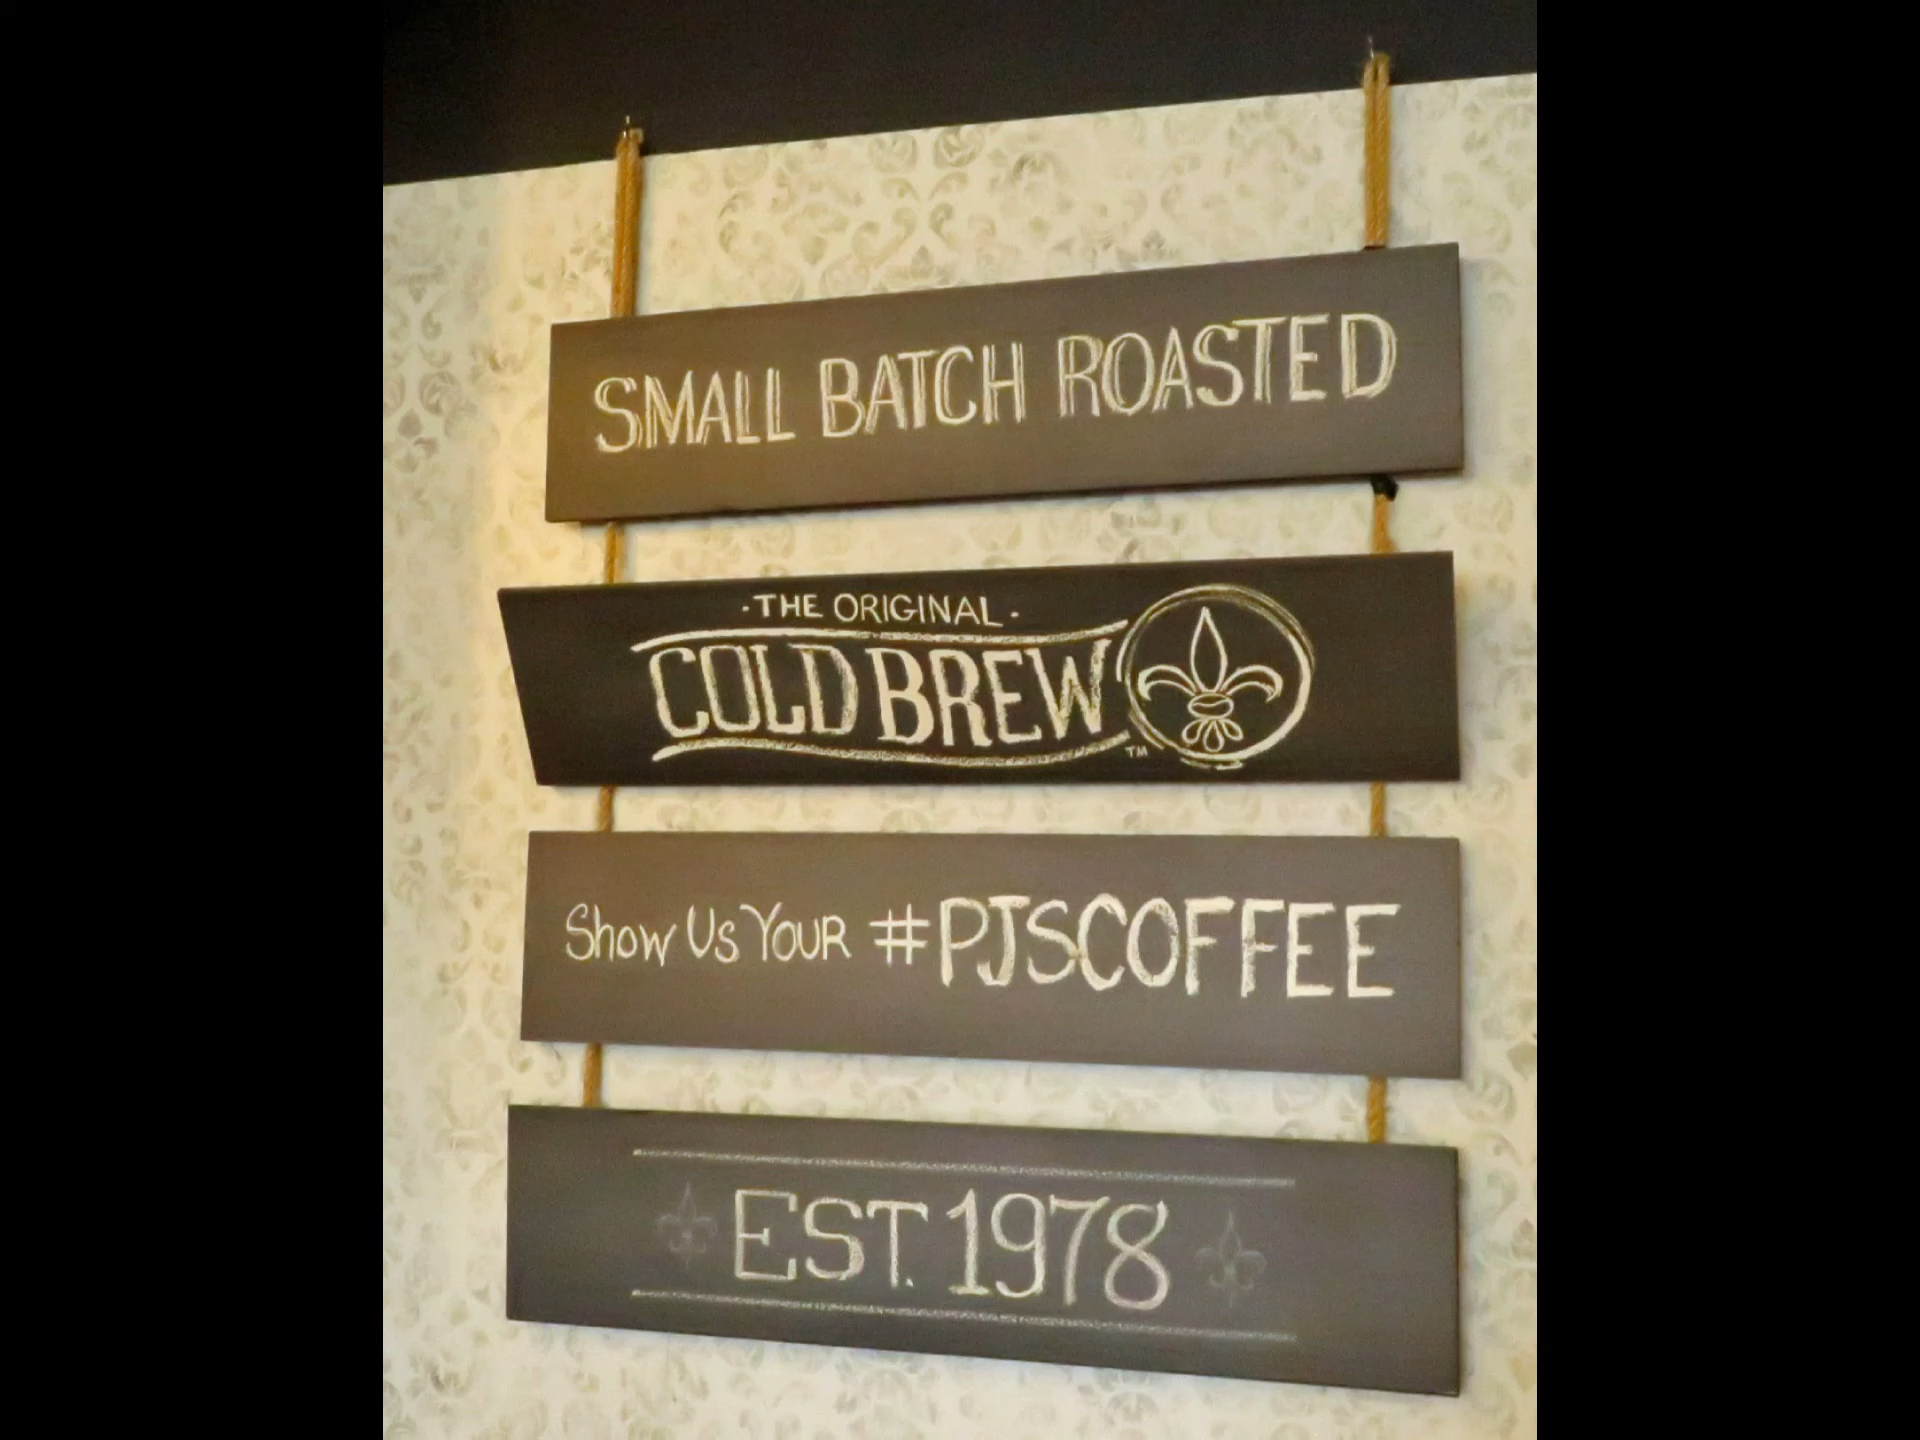 SMALL BATCH ROASTED
·THE ORIGINAL·
COLD BREW
TM
Show Us Your #PJSCOFFEE
EST. 1978